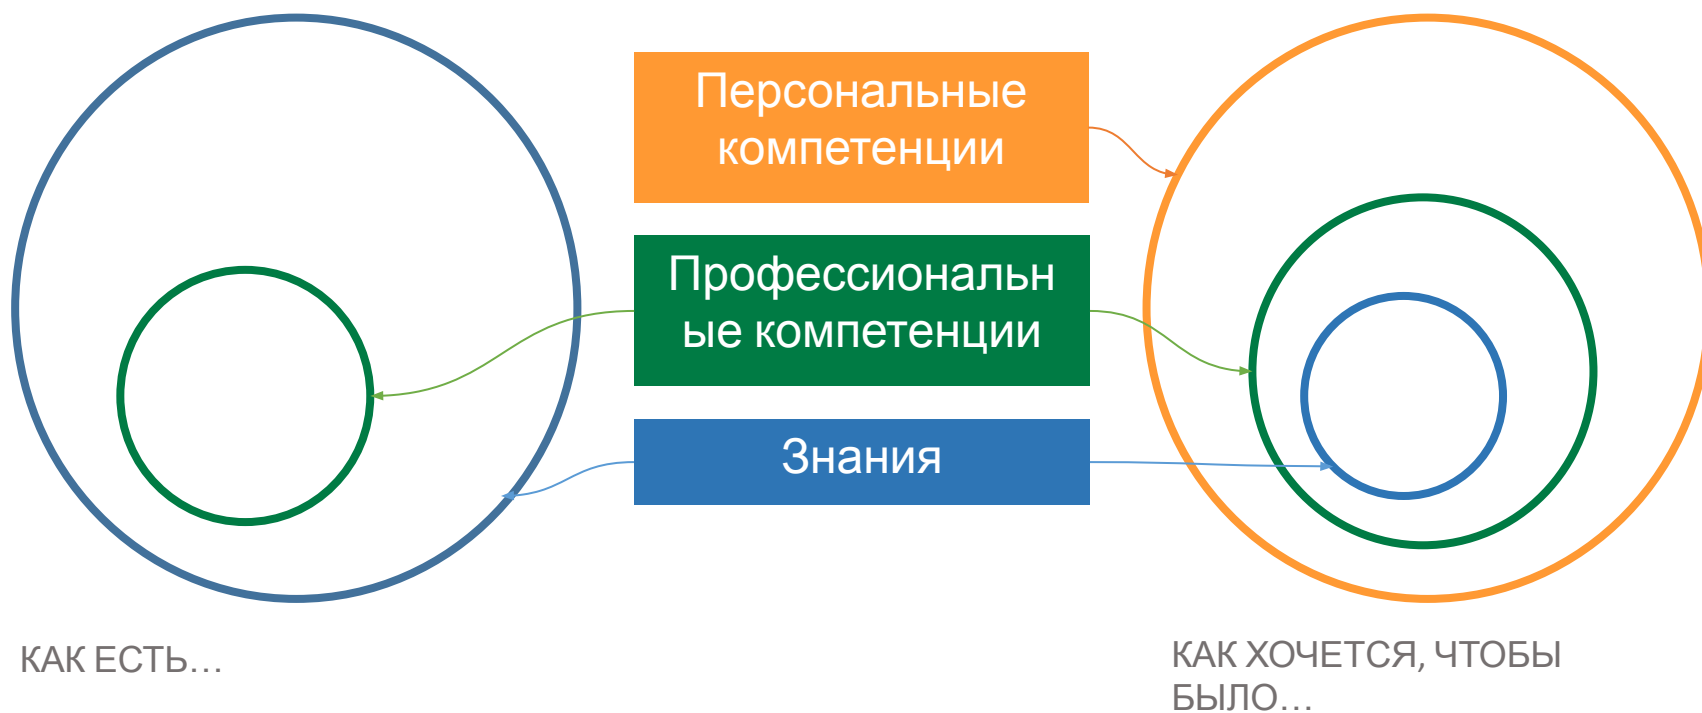 Персональные
компетенции
Профессиональн
ые компетенции
Знания
КАК ЕСТЬ…
КАК ХОЧЕТСЯ, ЧТОБЫ
БЫЛО…